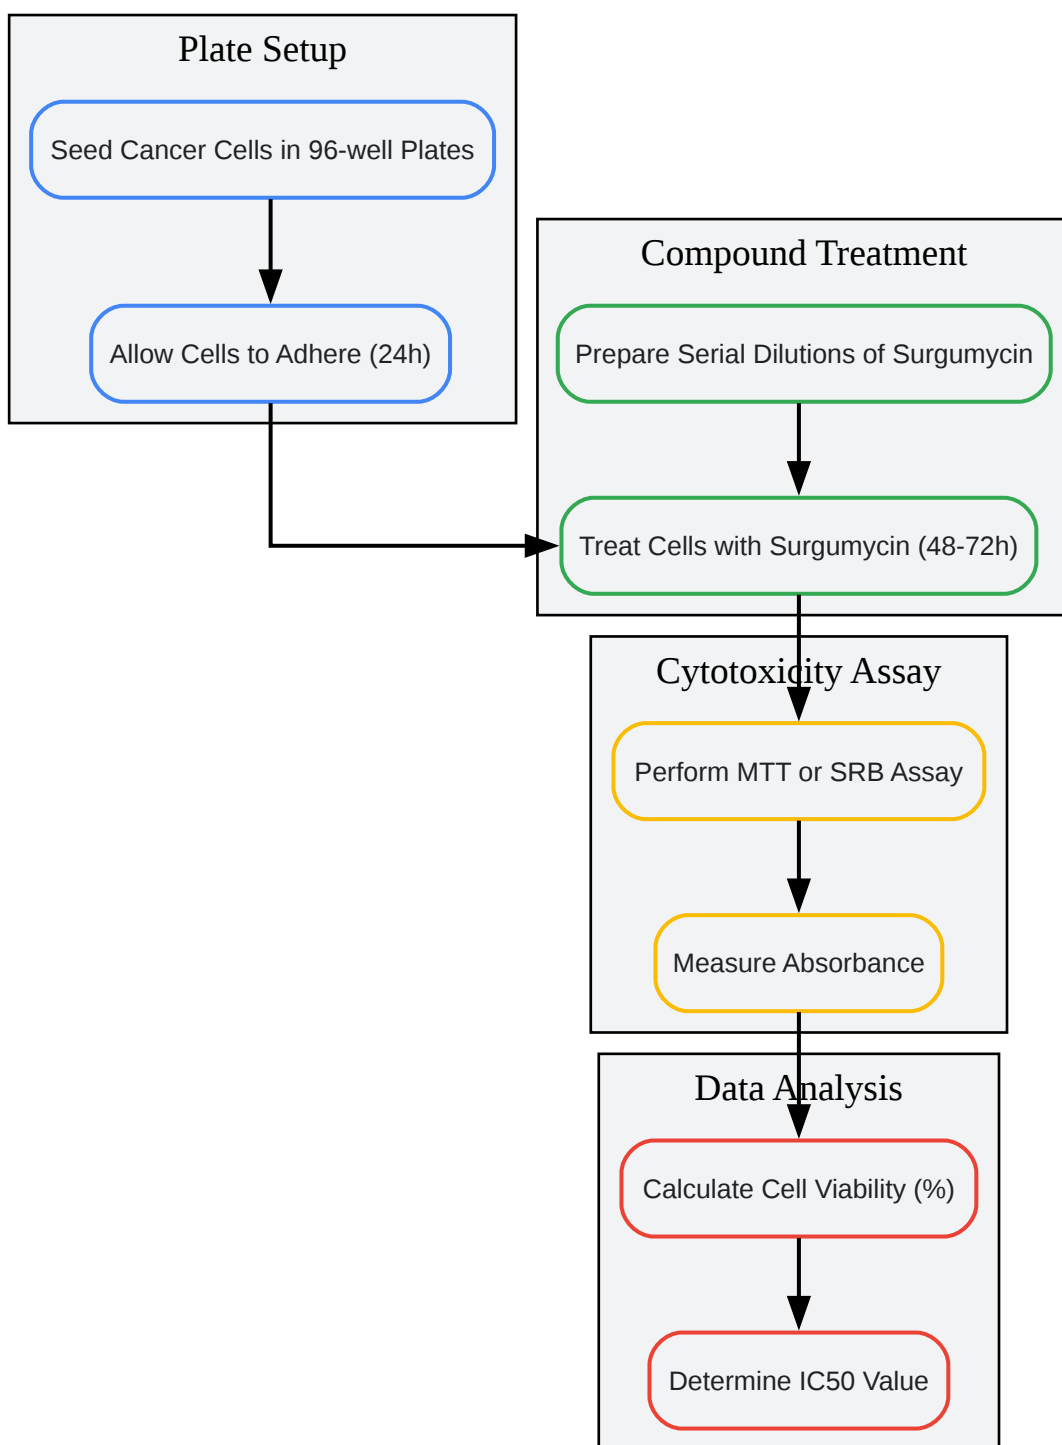 Plate Setup
Seed Cancer Cells in 96-well Plates
Allow Cells to Adhere (24h)
Compound Treatment
Prepare Serial Dilutions of Surgumycin
Treat Cells with Surgumycin (48-72h)
Cytotoxicity Assay
Perform MTT or SRB Assay
Measure Absorbance
Data Analysis
Calculate Cell Viability (%)
Determine IC50 Value